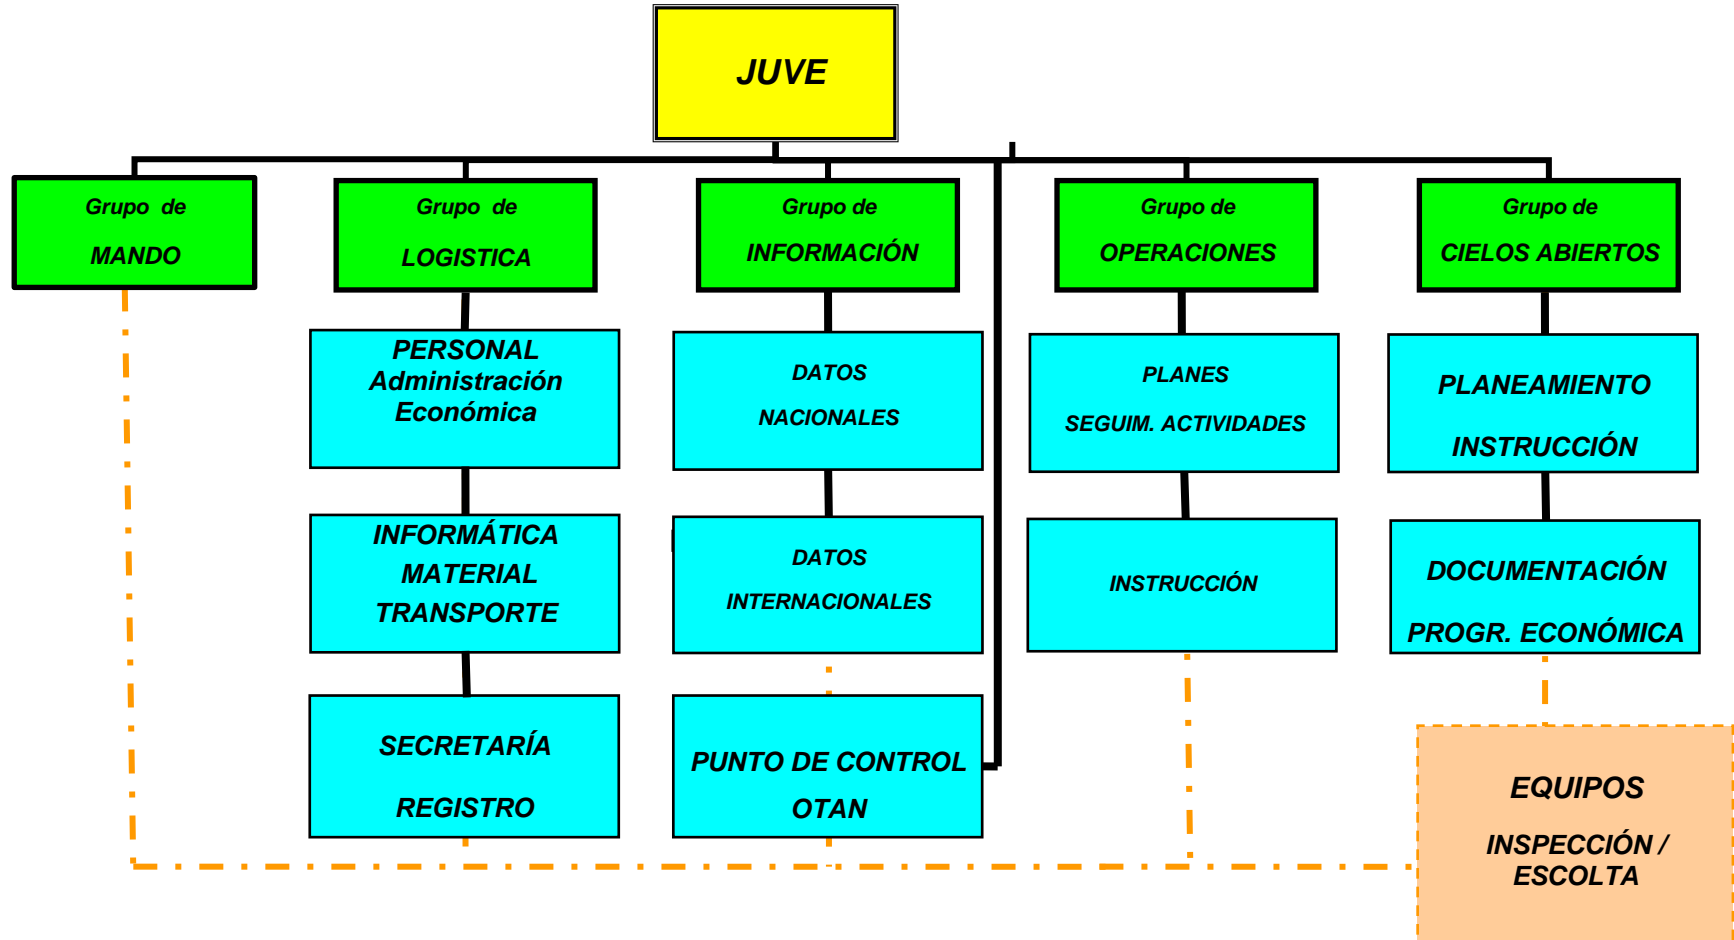 JUVE
Grupo de
MANDO
Grupo de
LOGISTICA
Grupo de
INFORMACIÓN
Grupo de
OPERACIONES
Grupo de
CIELOS ABIERTOS
PERSONAL
Administración
Económica
DATOS
NACIONALES
PLANES
SEGUIM. ACTIVIDADES
PLANEAMIENTO
INSTRUCCIÓN
INFORMÁTICA
MATERIAL
TRANSPORTE
DATOS
INTERNACIONALES
INSTRUCCIÓN
DOCUMENTACIÓN
PROGR. ECONÓMICA
SECRETARÍA
REGISTRO
PUNTO DE CONTROL
OTAN
EQUIPOS
INSPECCIÓN /
ESCOLTA